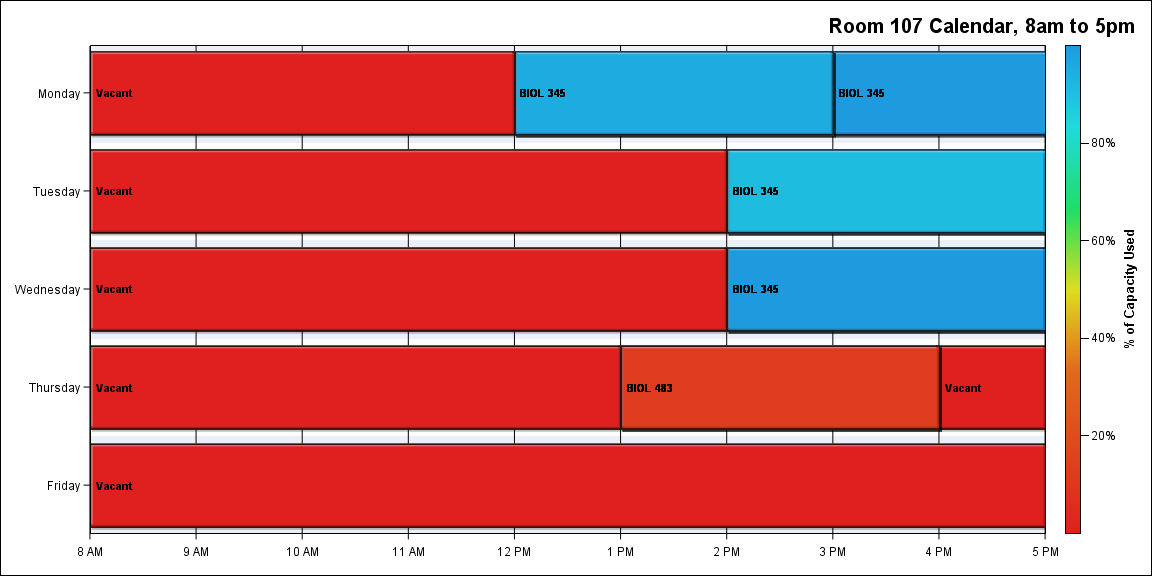 Room 107 Calendar, 8am to 5pm
Monday
Vacant
BIOL 345
BIOL 345
Tuesday
Vacant
BIOL 345
Wednesday
Vacant
BIOL 345
Thursday
Vacant
BIOL 483
Vacant
Friday
Vacant
8 AM
9 AM
10 AM
11 AM
12 PM
1 PM
2 PM
3 PM
4 PM
5 PM
80%
60%
40%
20%
% of Capacity Used